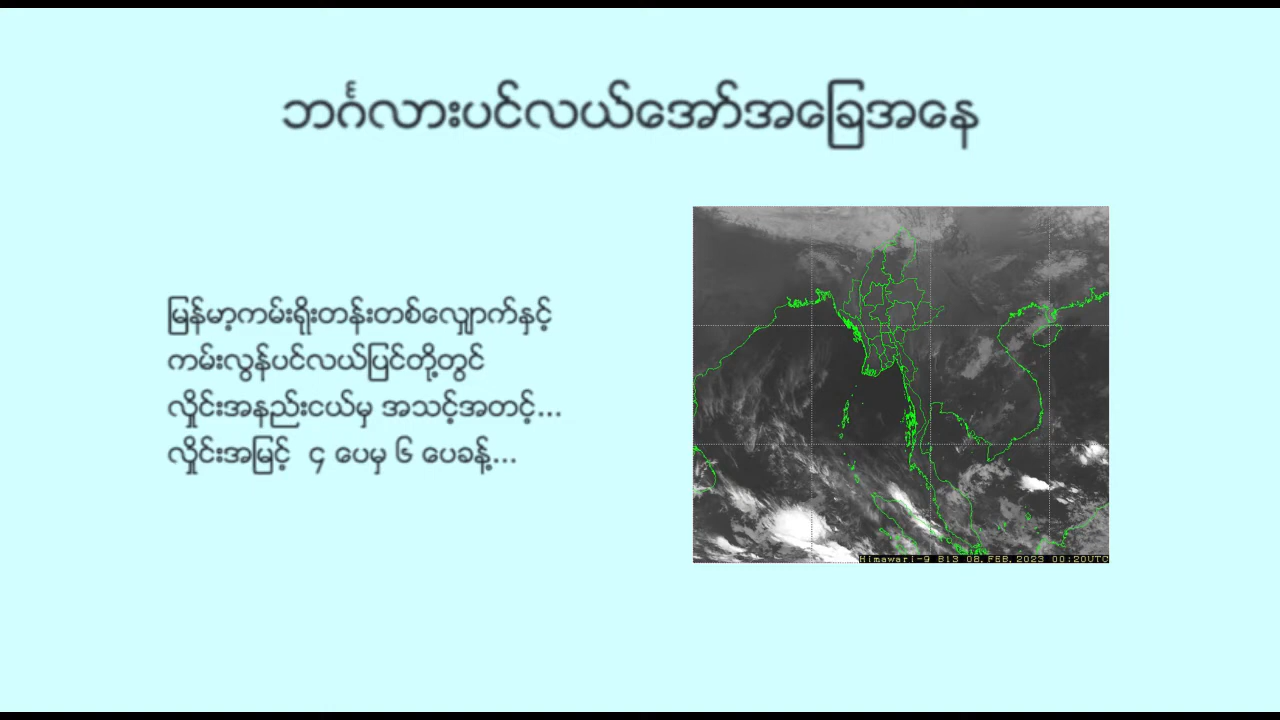 ဘင်္ဂလားပင်လယ်အော်အခြေအနေ
မြန်မာ့ကမ်းရိုးတန်းတစ်လျှောက်နှင့်
ကမ်းလွန်ပင်လယ်ပြင်တို့တွင်
လှိုင်းအနည်းငယ်မှ အသင့်အတင့်...
လှိုင်းအမြင့် ၄ ပေမှ ၆ ပေခန့်...
Himawari-9 B13 08.FEB.2023 00:20UTC